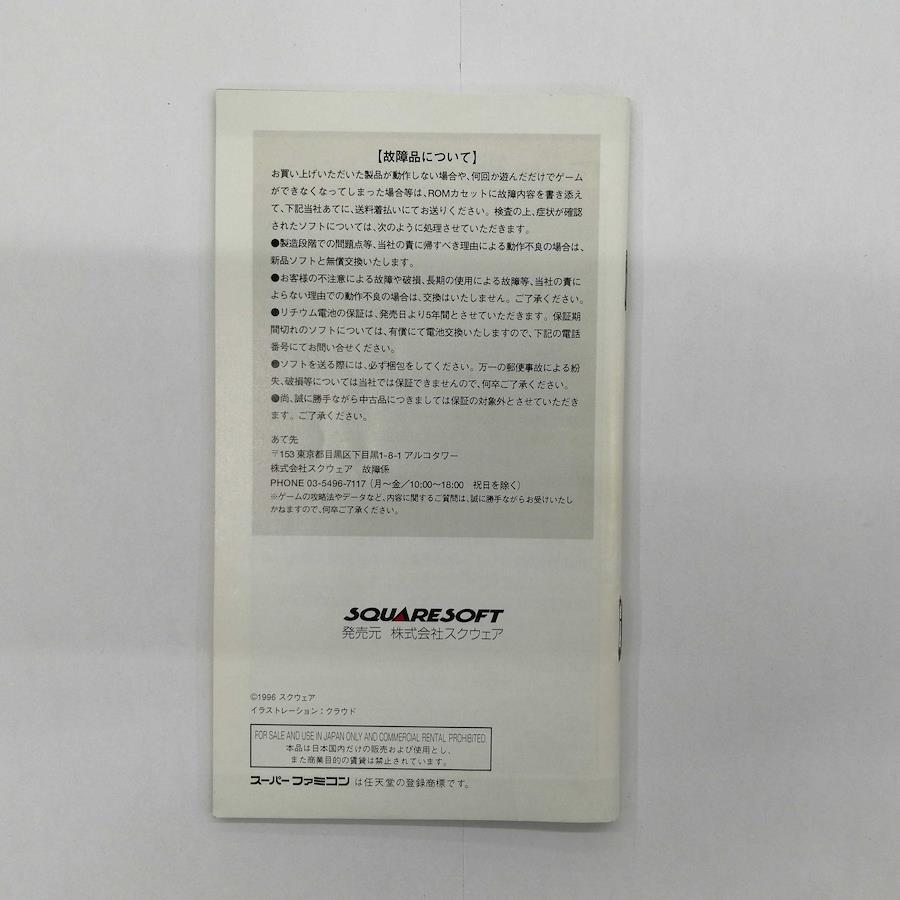 【故障品について】
お買い上げいただいた製品が動作しない場合や、何回か遊んだだけでゲーム
ができなくなってしまった場合等は、ROMカセットに故障内容を書き添え
て、下記当社あてに、送料着払いにてお送りください。検査の上、症状が確認
されたソフトについては、次のように処理させていただきます。
●製造段階での問題点等、当社の責に帰すべき理由による動作不良の場合は、
新品ソフトと無償交換いたします。
●お客様の不注意による故障や破損、長期の使用による故障等、当社の責に
よらない理由での動作不良の場合は、交換はいたしません。ご了承ください。
●リチウム電池の保証は、発売日より5年間とさせていただきます。保証期
間切れのソフトについては、有償にて電池交換いたしますので、下記の電話
番号にてお問い合せください。
●ソフトを送る際には、必ず梱包をしてください。万一の郵便事故による紛
失、破損等については当社では保証できませんので、何卒ご了承ください。
●尚、誠に勝手ながら中古品につきましては保証の対象外とさせていただき
ます。ご了承ください。
あて先
〒153 東京都目黒区下目黒1-8-1 アルコタワー
株式会社スクウェア 故障係
PHONE 03-5496-7117（月〜金／10:00〜18:00 祝日を除く）
※ゲームの攻略法やデータなど、内容に関するご質問は、誠に勝手ながらお受けいたし
かねますので、何卒ご了承ください。
SQUARESOFT
発売元 株式会社スクウェア
©1996 スクウェア
イラストレーション：クラウド
FOR SALE AND USE IN JAPAN ONLY AND COMMERCIAL RENTAL PROHIBITED.
本品は日本国内だけの販売および使用とし、
また商業目的の賃貸は禁止されています。
スーパーファミコン は任天堂の登録商標です。